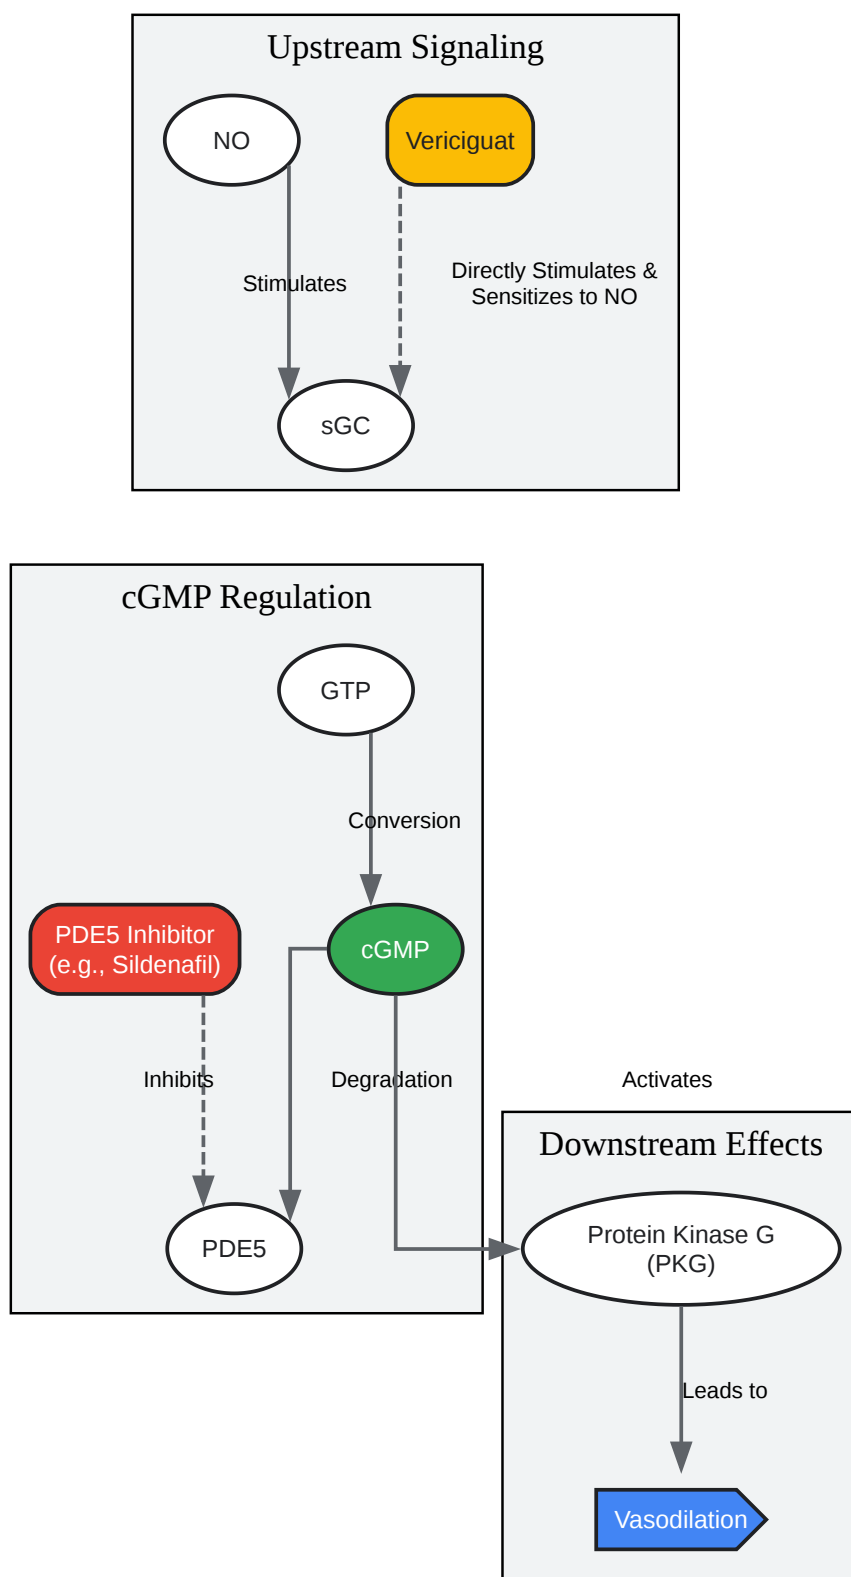 Upstream Signaling
NO
Vericiguat
Stimulates
Directly Stimulates &
Sensitizes to NO
sGC
cGMP Regulation
GTP
Conversion
PDE5 Inhibitor
(e.g., Sildenafil)
cGMP
Inhibits
Degradation
Activates
Downstream Effects
PDE5
Protein Kinase G
(PKG)
Leads to
Vasodilation